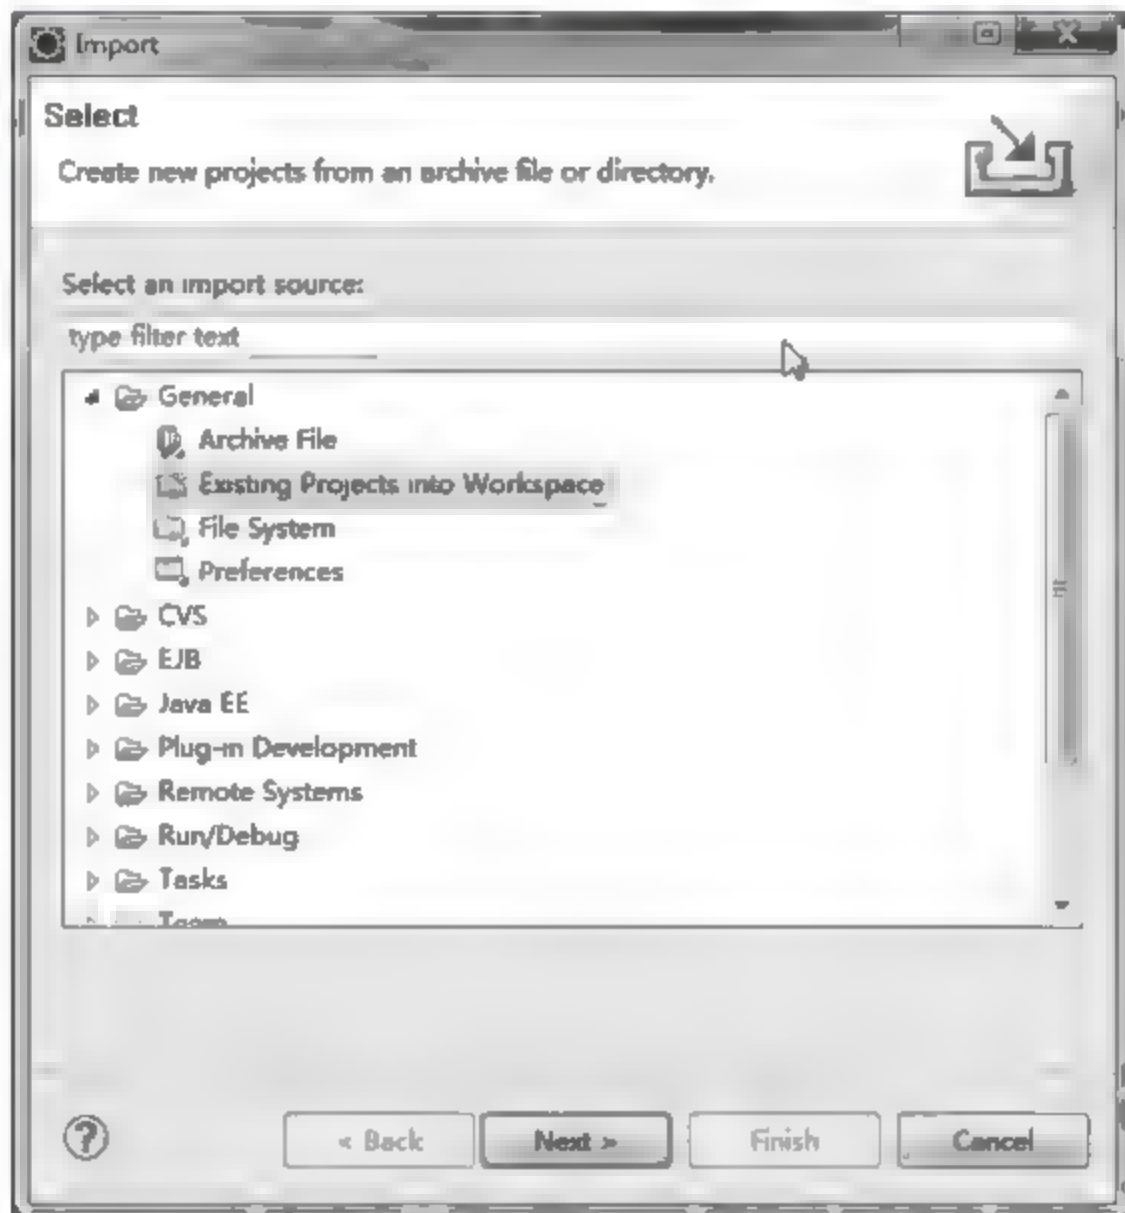 Import
Select
Create new projects from an archive file or directory.
Select an import source:
type filter text
General
Archive File
Existing Projects into Workspace
File System
Preferences
CVS
EJB
Java EE
Plug-in Development
Remote Systems
Run/Debug
Tasks
Team
< Back Next > Finish Cancel